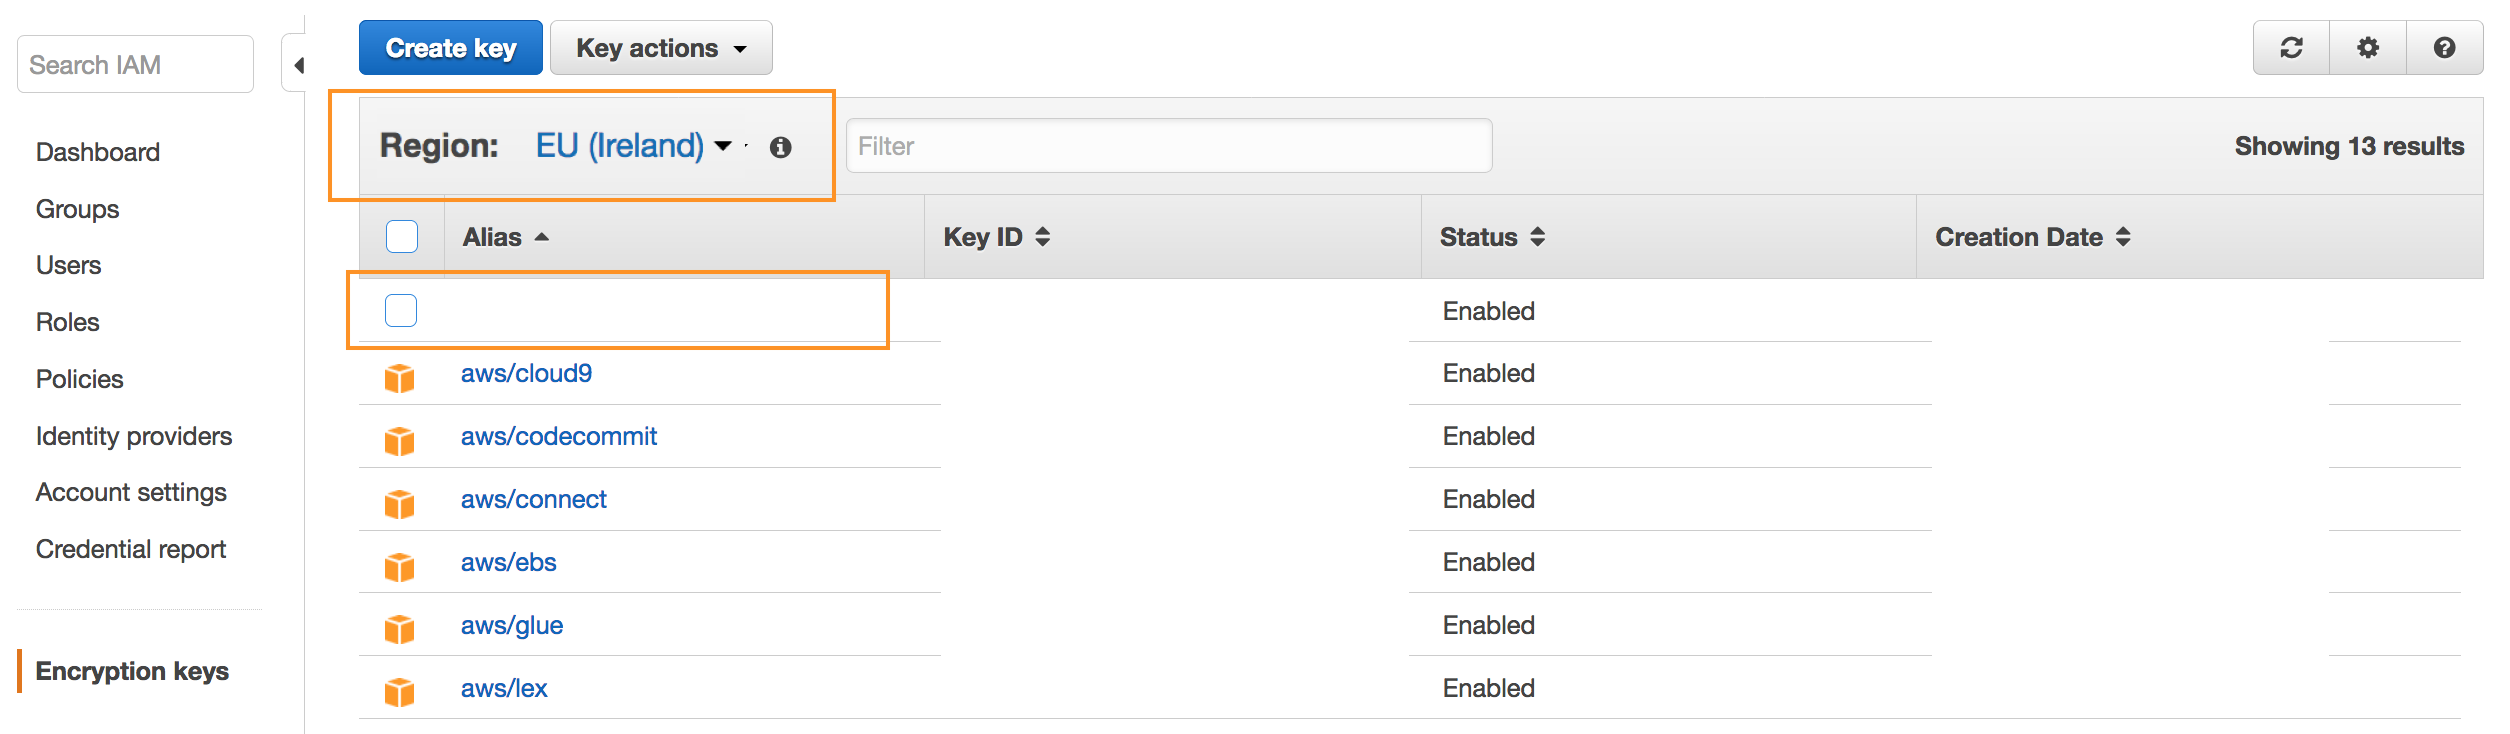 Search IAM
Dashboard
Groups
Users
Roles
Policies
Identity providers
Account settings
Credential report
Encryption keys
Create key
Key actions
Region: EU (Ireland)
Filter
Showing 13 results
Alias Key ID Status Creation Date
Enabled
aws/cloud9 Enabled
aws/codecommit Enabled
aws/connect Enabled
aws/ebs Enabled
aws/glue Enabled
aws/lex Enabled